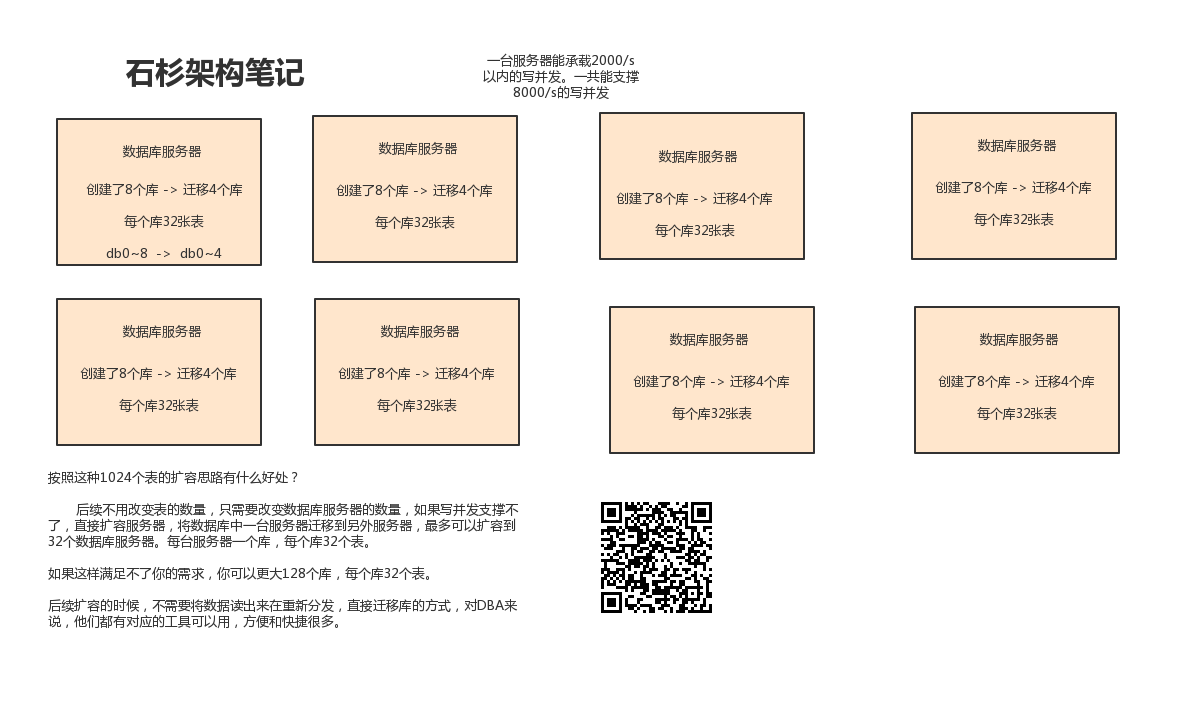 石杉架构笔记
一台服务器能承载2000/s
以内的写并发。一共能支撑
8000/s的写并发
数据库服务器
创建了8个库 -> 迁移4个库
每个库32张表
db0~8 -> db0~4
数据库服务器
创建了8个库 -> 迁移4个库
每个库32张表
数据库服务器
创建了8个库 -> 迁移4个库
每个库32张表
数据库服务器
创建了8个库 -> 迁移4个库
每个库32张表
数据库服务器
创建了8个库 -> 迁移4个库
每个库32张表
数据库服务器
创建了8个库 -> 迁移4个库
每个库32张表
数据库服务器
创建了8个库 -> 迁移4个库
每个库32张表
数据库服务器
创建了8个库 -> 迁移4个库
每个库32张表
按照这种1024个表的扩容思路有什么好处？
后续不用改变表的数量，只需要改变数据库服务器的数量，如果写并发支撑不
了，直接扩容服务器，将数据库中一台服务器迁移到另外服务器，最多可以扩容到
32个数据库服务器。每台服务器一个库，每个库32个表。
如果这样满足不了你的需求，你可以更大128个库，每个库32个表。
后续扩容的时候，不需要将数据读出来在重新分发，直接迁移库的方式，对DBA来
说，他们都有对应的工具可以用，方便和快捷很多。